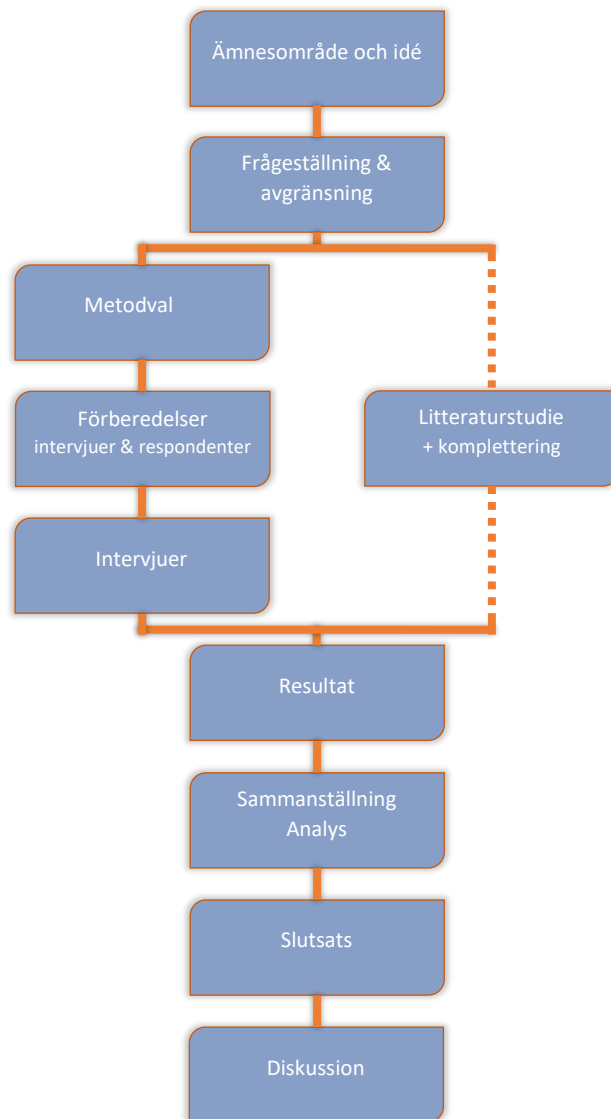 Ämnesområde och idé
Frågeställning &
avgränsning
Metodval
Förberedelser
intervjuer & respondenter
Intervjuer
Litteraturstudie
+ komplettering
Resultat
Sammanställning
Analys
Slutsats
Diskussion